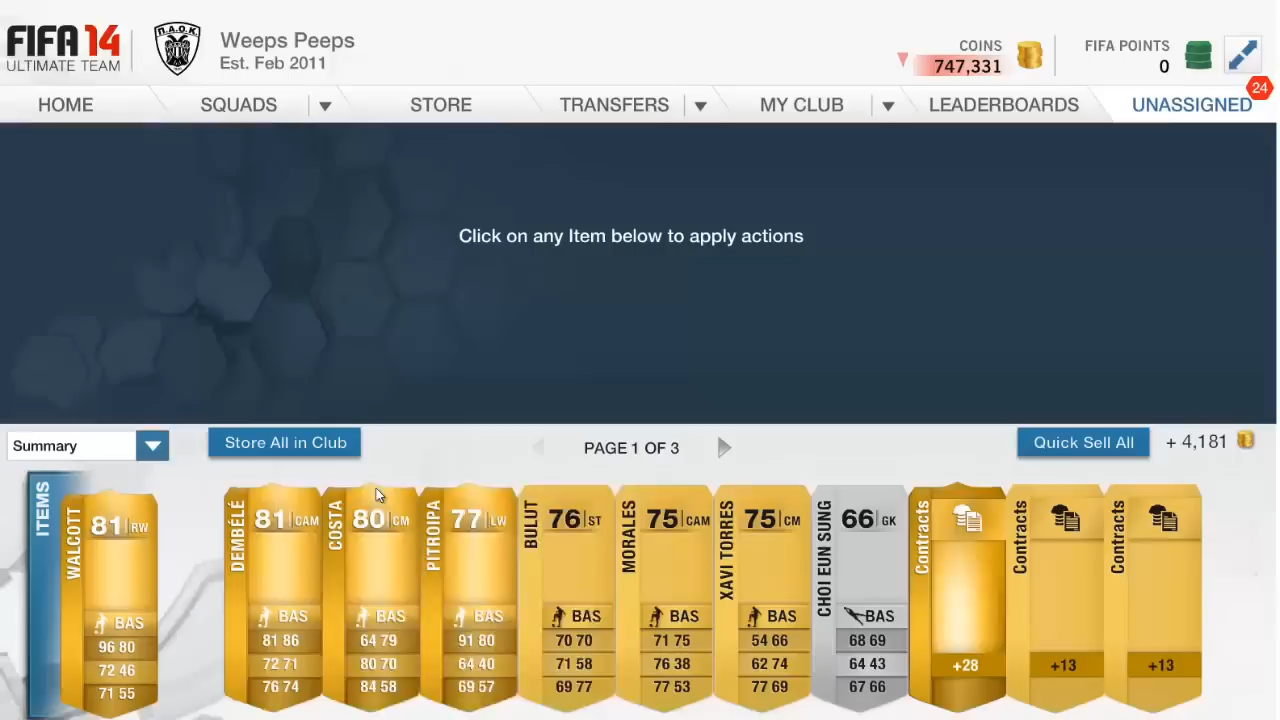 FIFA 14
ULTIMATE TEAM
Π.Α.Ο.Κ.
Weeps Peeps
Est. Feb 2011
COINS
747,331
FIFA POINTS
0
24
HOME
SQUADS
STORE
TRANSFERS
MY CLUB
LEADERBOARDS
UNASSIGNED
Click on any Item below to apply actions
Summary
Store All in Club
PAGE 1 OF 3
Quick Sell All
+ 4,181
ITEMS
WALCOTT
81 RW
BAS
96 80
72 46
71 55
DEMBÉLÉ
81 CAM
BAS
81 86
72 71
76 74
COSTA
80 CM
BAS
64 79
80 70
84 58
PITROIPA
77 LW
BAS
91 80
64 40
69 57
BULUT
76 ST
BAS
70 70
71 58
69 77
MORALES
75 CAM
BAS
71 75
76 38
77 53
XAVI TORRES
75 CM
BAS
54 66
62 74
77 69
CHOI EUN SUNG
66 GK
BAS
68 69
64 43
67 66
Contracts
+28
Contracts
+13
Contracts
+13